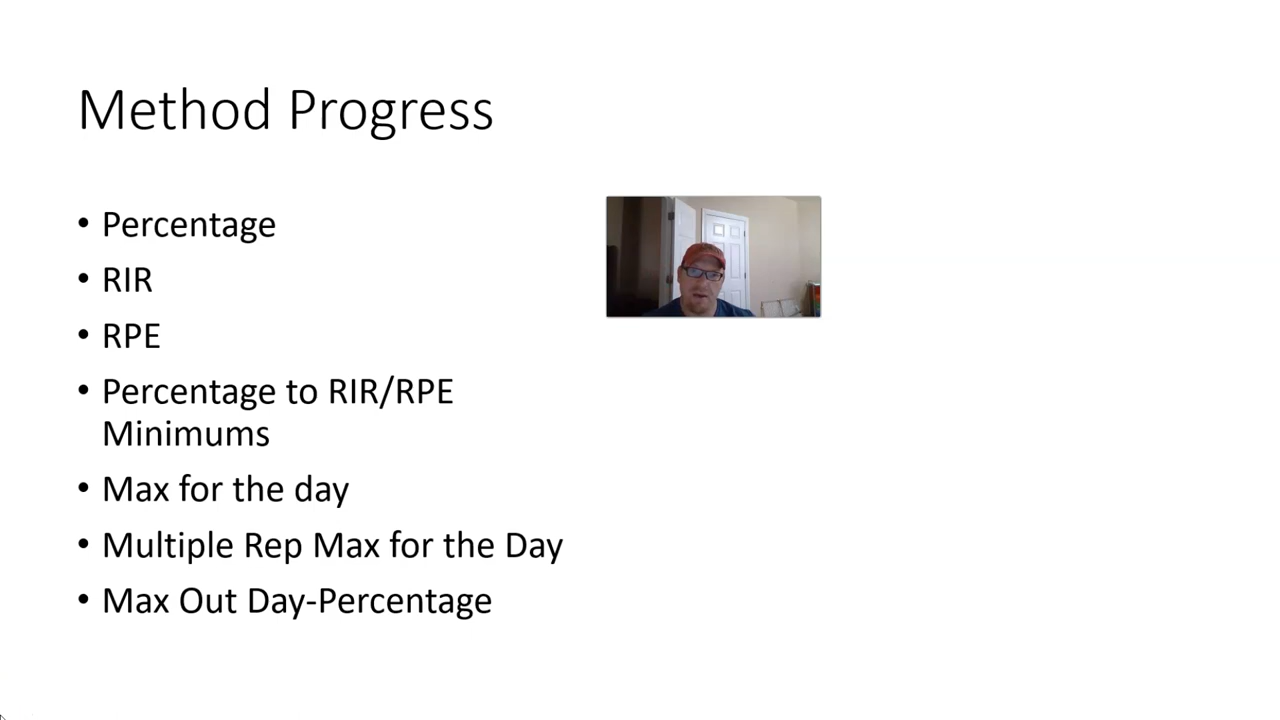 Method Progress
• Percentage
• RIR
• RPE
• Percentage to RIR/RPE
Minimums
• Max for the day
• Multiple Rep Max for the Day
• Max Out Day-Percentage